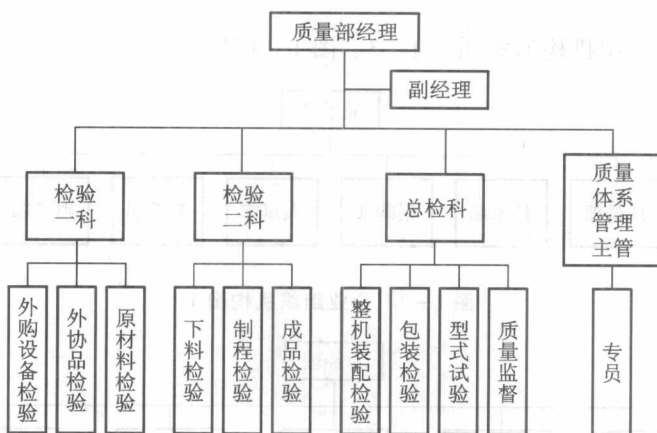 质量部经理
副经理
检验
一科
检验
二科
总检科
质量
体系
管理
主管
外购设备检验
外协品检验
原材料检验
下料检验
制程检验
成品检验
整机装配检验
包装检验
型式试验
质量监督
专员